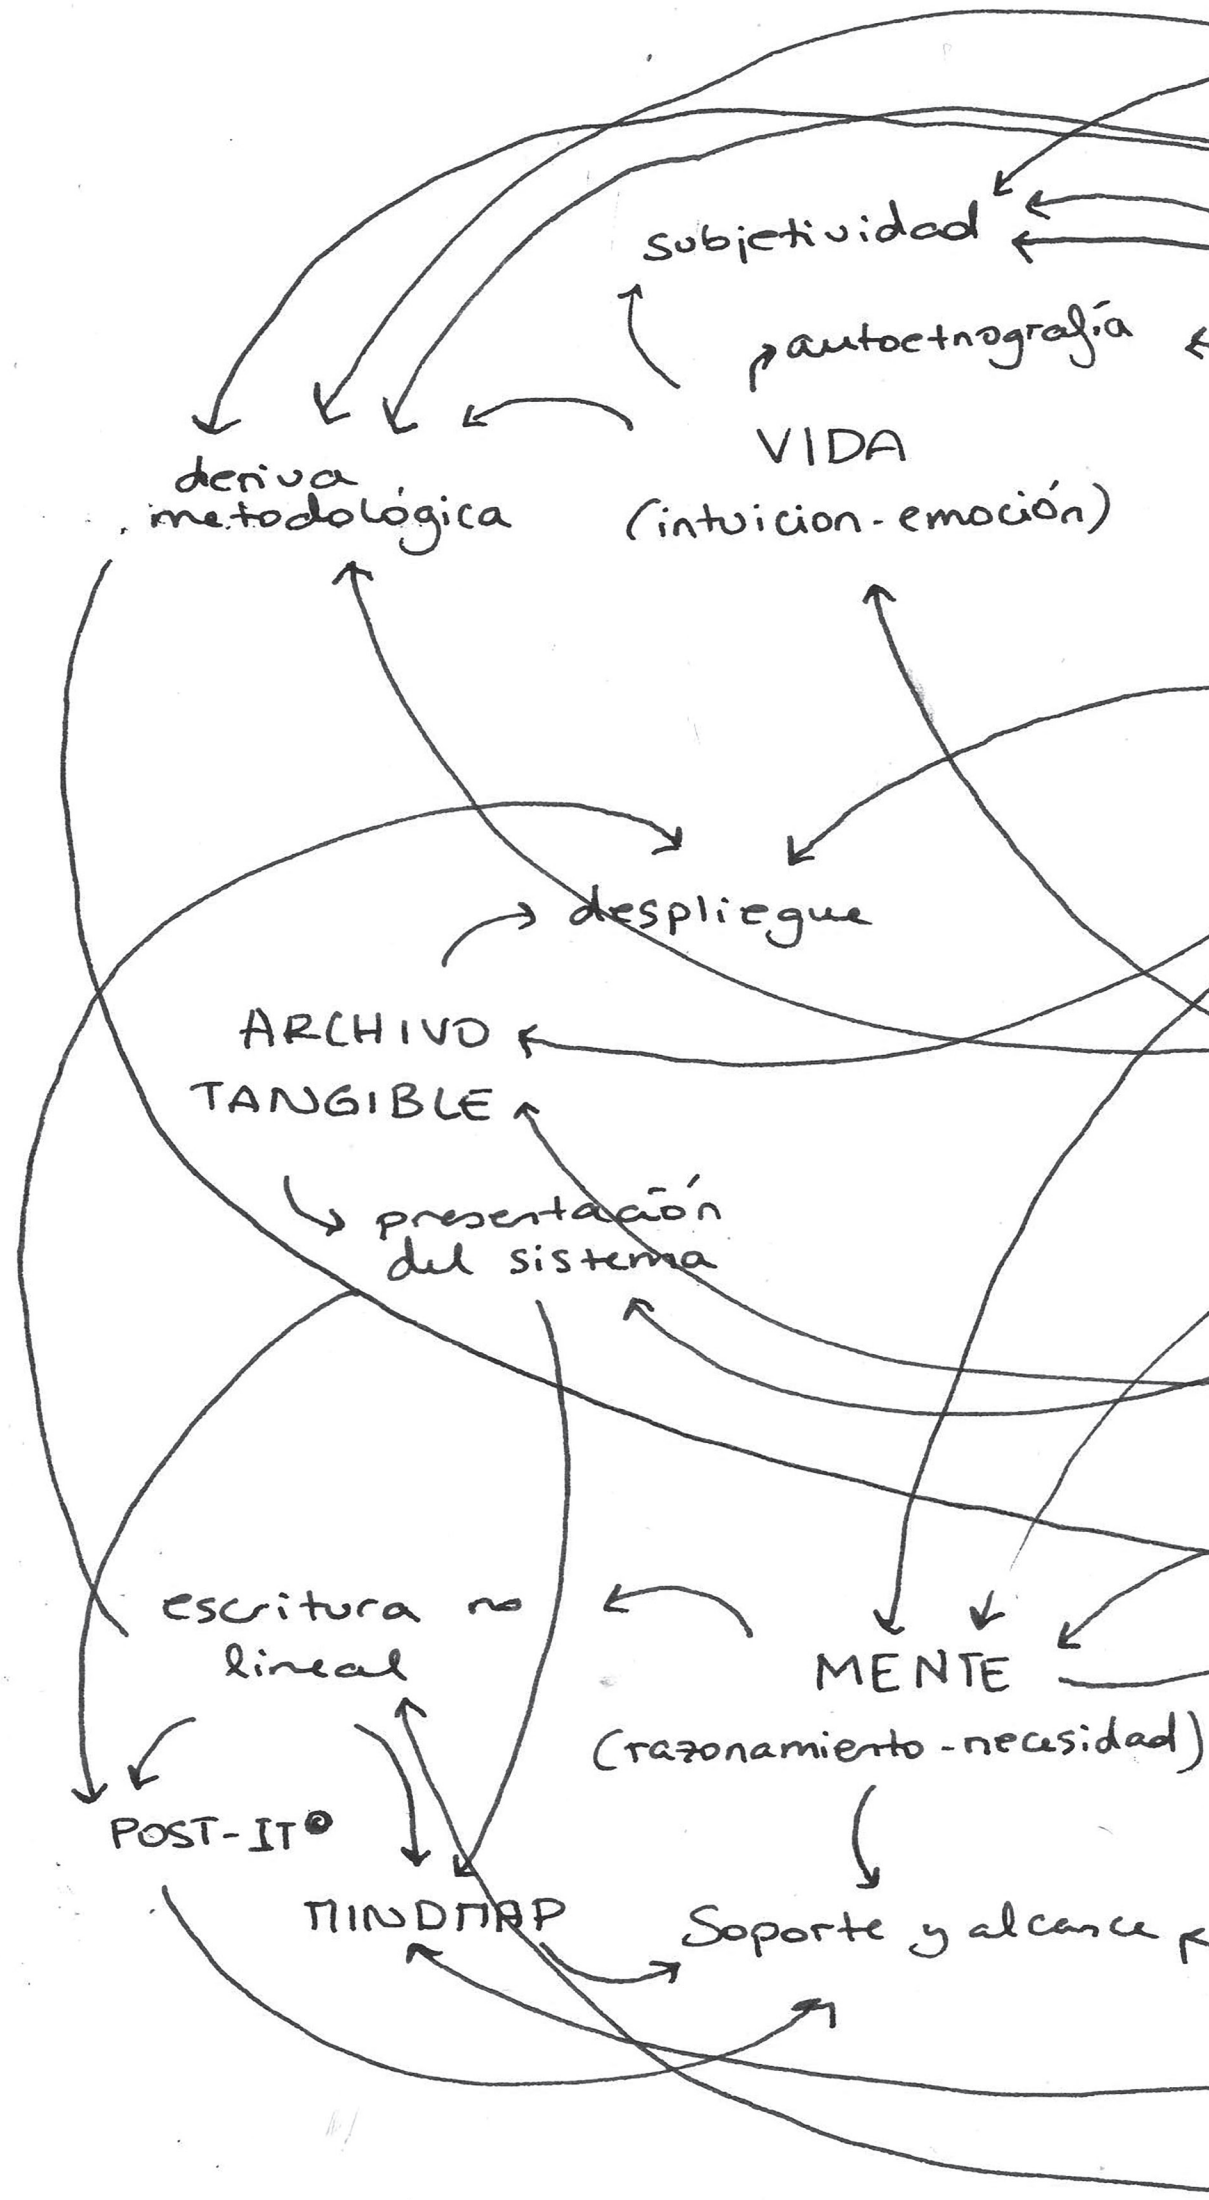 subjetividad
autoetnografía
VIDA
(intuicion-emoción)
deriva
metodológica
despliegue
ARCHIVO
TANGIBLE
presentación
del sistema
escritura no
lineal
MENTE
(razonamiento-necesidad)
POST-IT®
MINDMAP
Soporte y alcance